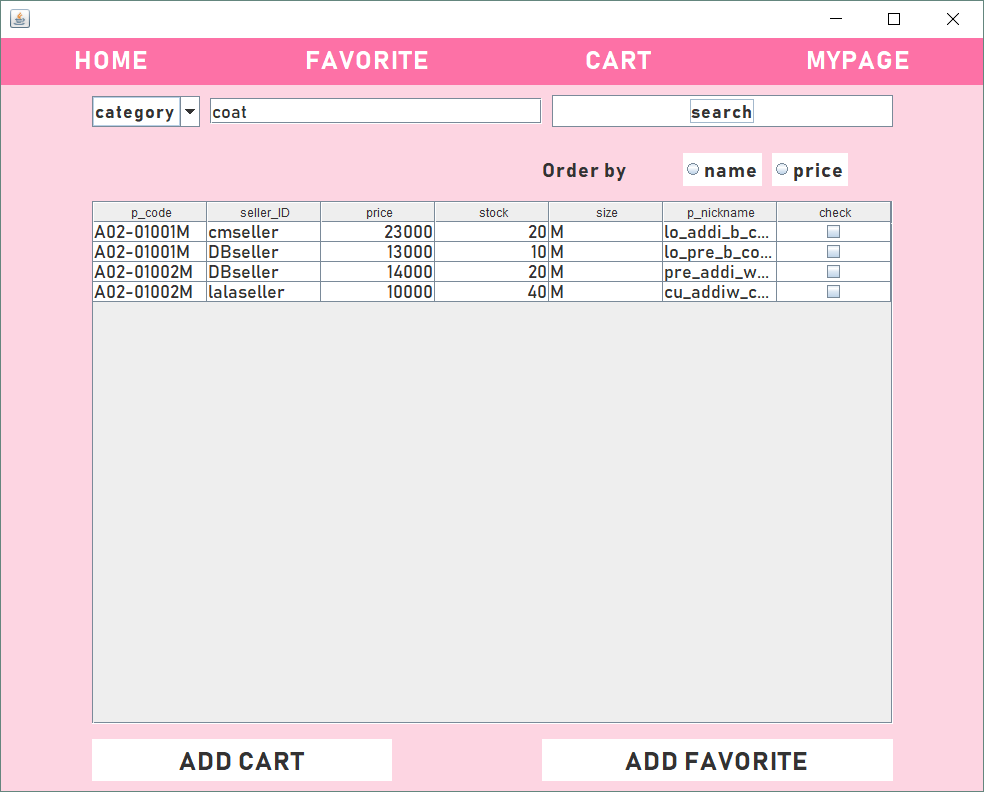 HOME FAVORITE CART MYPAGE
category coat search
Order by name price
p_code seller_ID price stock size p_nickname check
A02-01001M cmseller 23000 20 M lo_addi_b_c...
A02-01001M DBseller 13000 10 M lo_pre_b_co...
A02-01002M DBseller 14000 20 M pre_addi_w...
A02-01002M lalaseller 10000 40 M cu_addiw_c...
ADD CART ADD FAVORITE